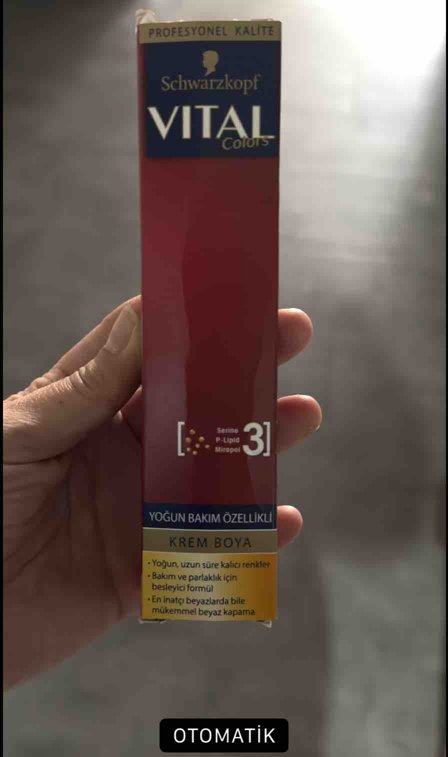 PROFESYONEL KALİTE
Schwarzkopf
VITAL
Colors
Serine
P-Lipid
Miropol
[3]
YOĞUN BAKIM ÖZELLİKLİ
KREM BOYA
• Yoğun, uzun süre kalıcı renkler
• Bakım ve parlaklık için
besleyici formül
• En inatçı beyazlarda bile
mükemmel beyaz kapama
OTOMATİK